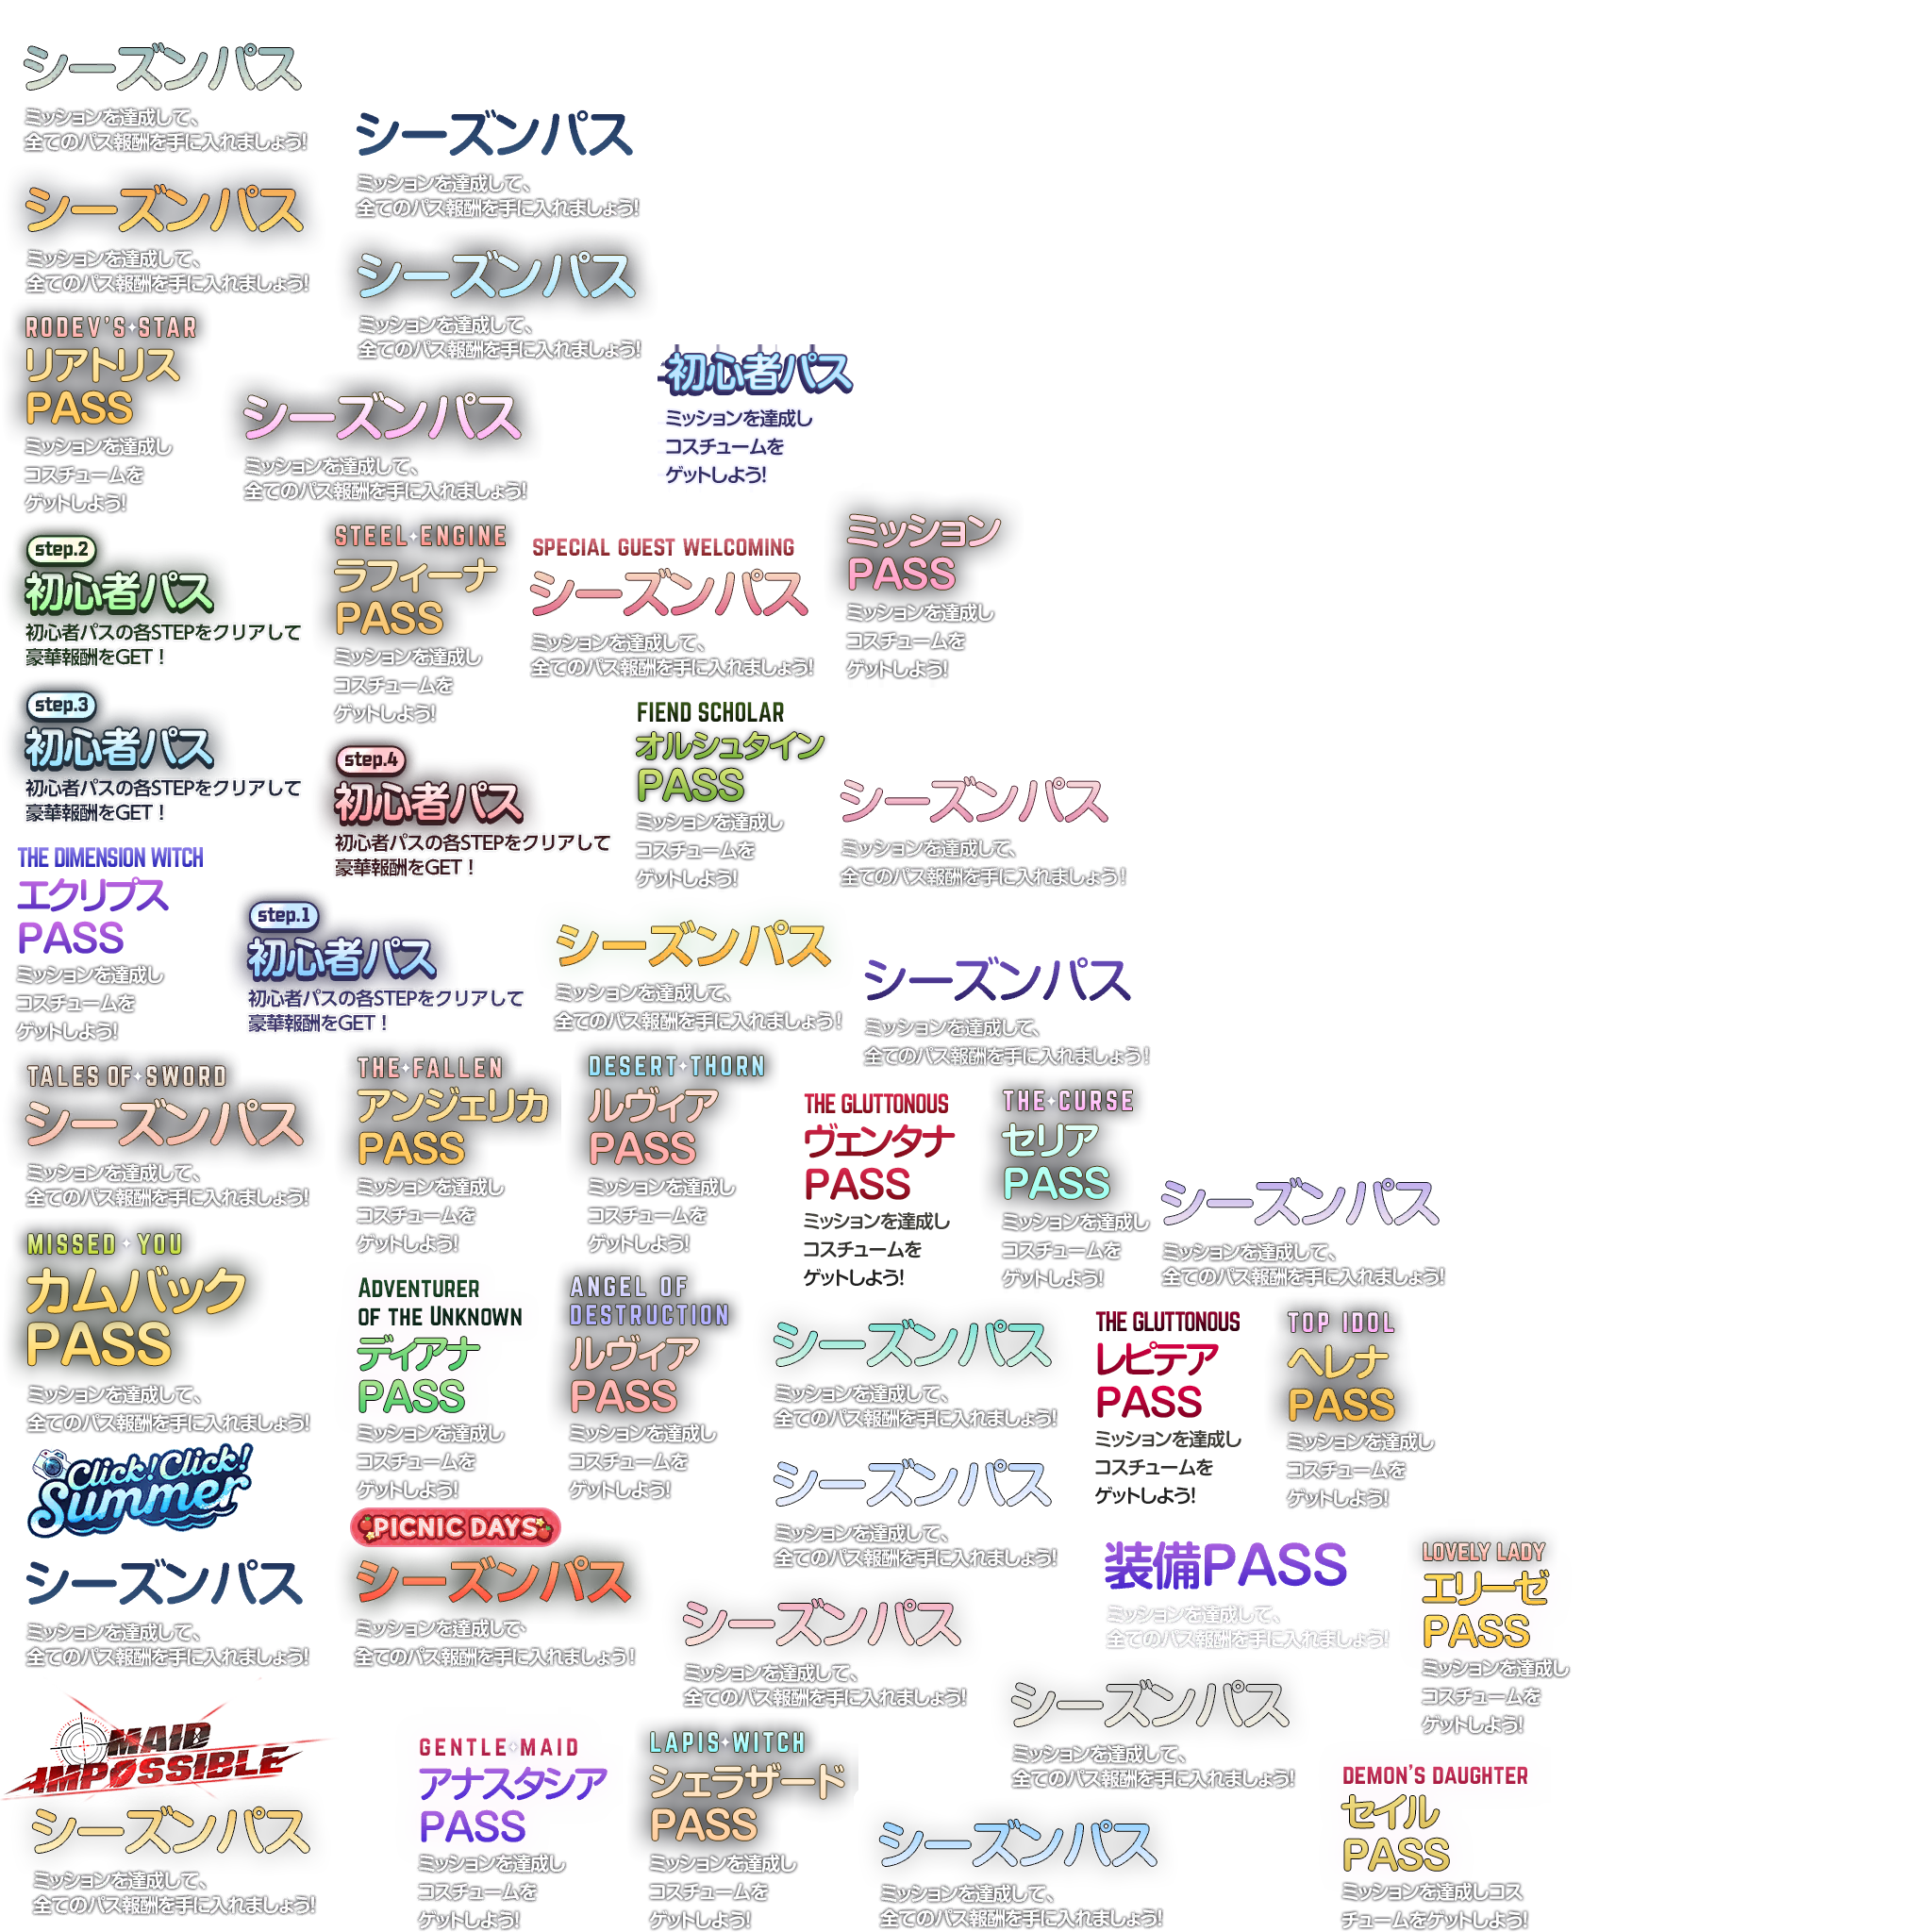 シーズンパス
ミッションを達成して、
全てのパス報酬を手に入れましょう!
シーズンパス
ミッションを達成して、
全てのパス報酬を手に入れましょう!
シーズンパス
ミッションを達成して、
全てのパス報酬を手に入れましょう!
シーズンパス
ミッションを達成して、
全てのパス報酬を手に入れましょう!
RODEV'S STAR
リアトリス
PASS
ミッションを達成し
コスチュームを
ゲットしよう!
シーズンパス
ミッションを達成して、
全てのパス報酬を手に入れましょう!
初心者パス
ミッションを達成し
コスチュームを
ゲットしよう!
step.2
初心者パス
初心者パスの各STEPをクリアして
豪華報酬をGET！
STEEL ENGINE
ラフィーナ
PASS
ミッションを達成し
コスチュームを
ゲットしよう!
SPECIAL GUEST WELCOMING
シーズンパス
ミッションを達成して、
全てのパス報酬を手に入れましょう!
ミッション
PASS
ミッションを達成し
コスチュームを
ゲットしよう!
step.3
初心者パス
初心者パスの各STEPをクリアして
豪華報酬をGET！
step.4
初心者パス
初心者パスの各STEPをクリアして
豪華報酬をGET！
FIEND SCHOLAR
オルシュタイン
PASS
ミッションを達成し
コスチュームを
ゲットしよう!
シーズンパス
ミッションを達成して、
全てのパス報酬を手に入れましょう！
THE DIMENSION WITCH
エクリプス
PASS
ミッションを達成し
コスチュームを
ゲットしよう!
step.1
初心者パス
初心者パスの各STEPをクリアして
豪華報酬をGET！
シーズンパス
ミッションを達成して、
全てのパス報酬を手に入れましょう！
シーズンパス
ミッションを達成して、
全てのパス報酬を手に入れましょう！
TALES OF SWORD
シーズンパス
ミッションを達成して、
全てのパス報酬を手に入れましょう!
THE FALLEN
アンジェリカ
PASS
ミッションを達成し
コスチュームを
ゲットしよう!
DESERT THORN
ルヴィア
PASS
ミッションを達成し
コスチュームを
ゲットしよう!
THE GLUTTONOUS
ヴェンタナ
PASS
ミッションを達成し
コスチュームを
ゲットしよう!
THE CURSE
セリア
PASS
ミッションを達成し
コスチュームを
ゲットしよう!
シーズンパス
ミッションを達成して、
全てのパス報酬を手に入れましょう!
MISSED YOU
カムバック
PASS
ミッションを達成して、
全てのパス報酬を手に入れましょう!
ADVENTURER
OF THE UNKNOWN
ディアナ
PASS
ミッションを達成し
コスチュームを
ゲットしよう!
ANGEL OF
DESTRUCTION
ルヴィア
PASS
ミッションを達成し
コスチュームを
ゲットしよう!
シーズンパス
ミッションを達成して、
全てのパス報酬を手に入れましょう!
THE GLUTTONOUS
レピテア
PASS
ミッションを達成し
コスチュームを
ゲットしよう!
TOP IDOL
ヘレナ
PASS
ミッションを達成し
コスチュームを
ゲットしよう!
Click! Click!
Summer
シーズンパス
ミッションを達成して、
全てのパス報酬を手に入れましょう!
PICNIC DAYS
シーズンパス
ミッションを達成して、
全てのパス報酬を手に入れましょう！
シーズンパス
ミッションを達成して、
全てのパス報酬を手に入れましょう!
シーズンパス
ミッションを達成して、
全てのパス報酬を手に入れましょう!
装備PASS
ミッションを達成して、
全てのパス報酬を手に入れましょう!
LOVELY LADY
エリーゼ
PASS
ミッションを達成し
コスチュームを
ゲットしよう!
MAID
IMPOSSIBLE
シーズンパス
ミッションを達成して、
全てのパス報酬を手に入れましょう!
GENTLE MAID
アナスタシア
PASS
ミッションを達成し
コスチュームを
ゲットしよう!
LAPIS WITCH
シェラザード
PASS
ミッションを達成し
コスチュームを
ゲットしよう!
シーズンパス
ミッションを達成して、
全てのパス報酬を手に入れましょう!
シーズンパス
ミッションを達成して、
全てのパス報酬を手に入れましょう!
DEMON'S DAUGHTER
セイル
PASS
ミッションを達成しコス
チュームをゲットしよう!